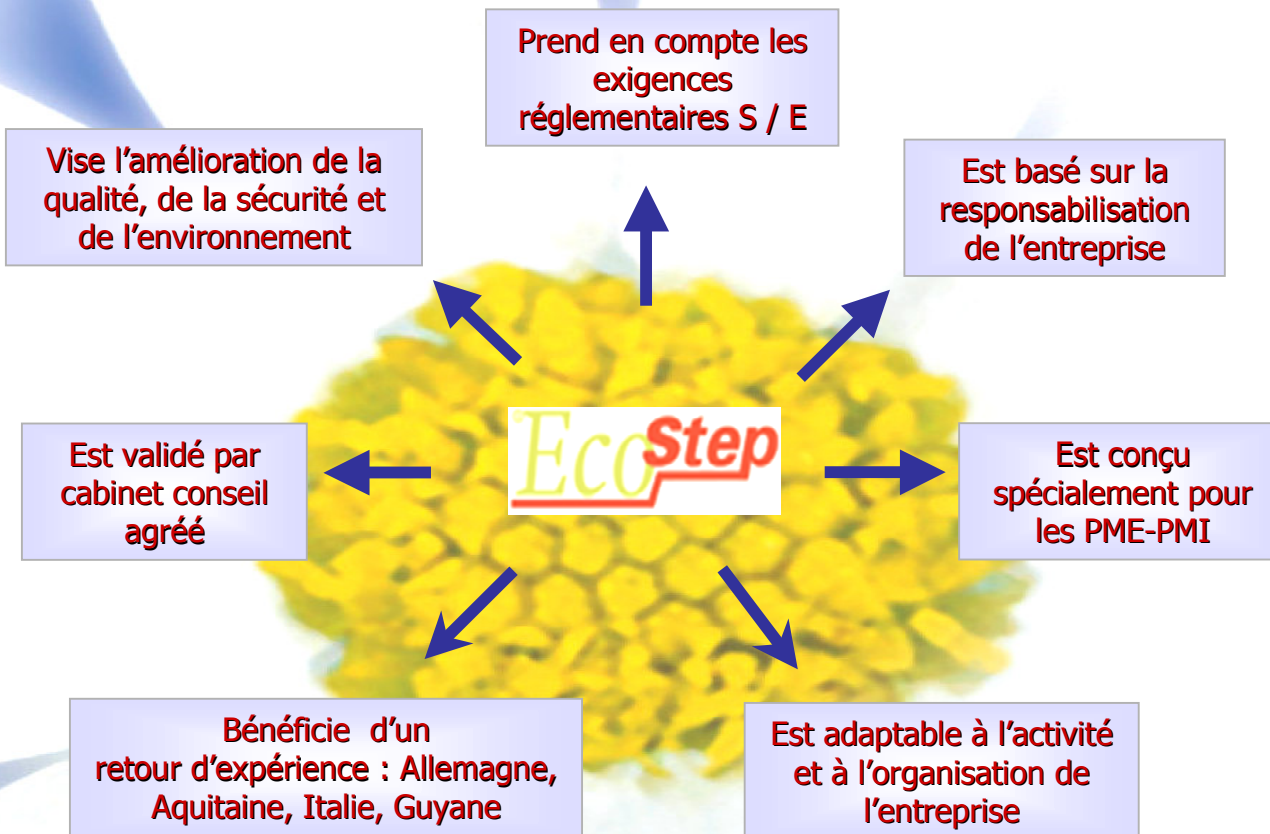 Prend en compte les
exigences
réglementaires S / E
Vise l’amélioration de la
qualité, de la sécurité et
de l’environnement
Est basé sur la
responsabilisation
de l’entreprise
EcoStep
Est validé par
cabinet conseil
agréé
Est conçu
spécialement pour
les PME-PMI
Bénéficie d’un
retour d’expérience : Allemagne,
Aquitaine, Italie, Guyane
Est adaptable à l’activité
et à l’organisation de
l’entreprise